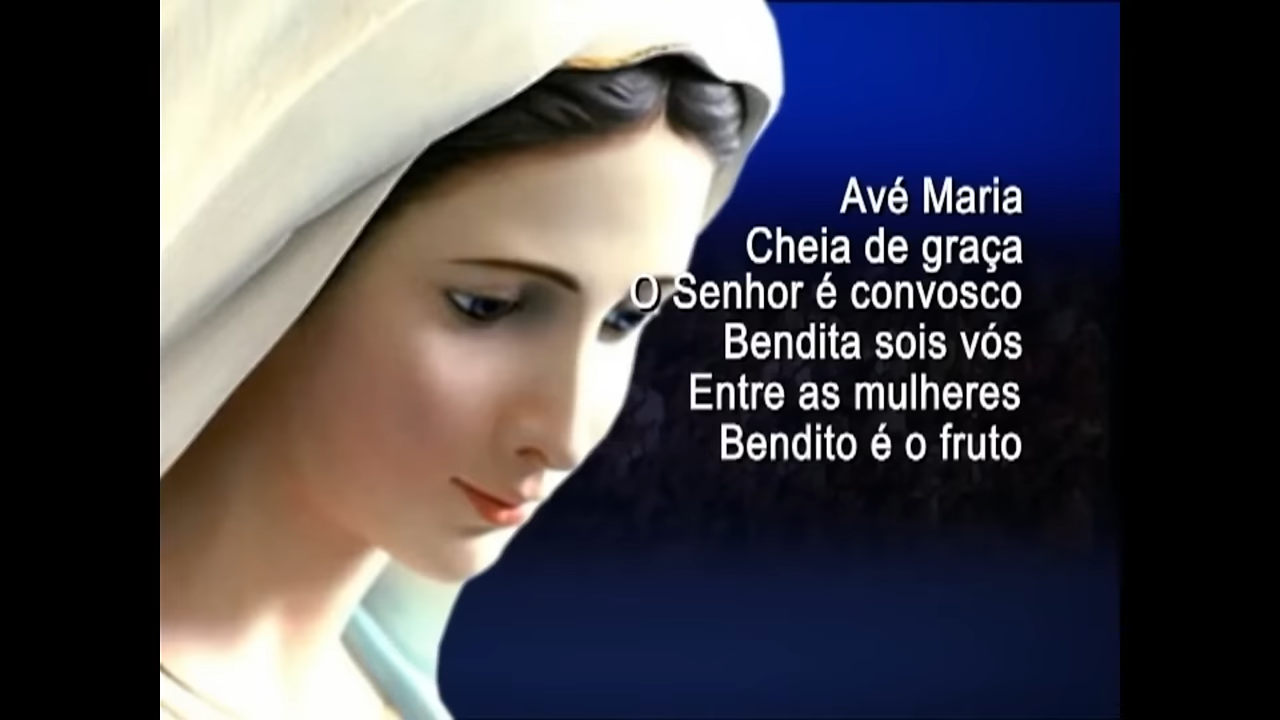 Avé Maria
Cheia de graça
O Senhor é convosco
Bendita sois vós
Entre as mulheres
Bendito é o fruto